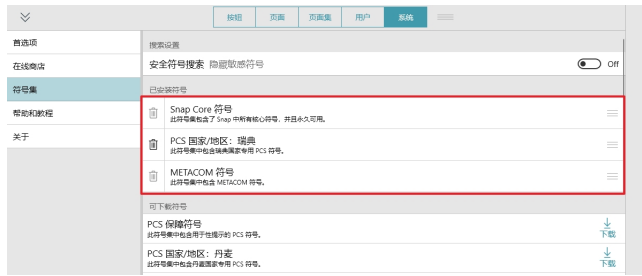 按钮 页面 页面集 用户 系统
首选项
在线商店
符号集
帮助和教程
关于
搜索设置
安全符号搜索 隐藏敏感符号 Off
已安装符号
Snap Core 符号
此符号集包含了 Snap 中所有核心符号，并且永久可用。
PCS 国家/地区：瑞典
此符号集中包含瑞典国家专用 PCS 符号。
METACOM 符号
此符号集中包含 METACOM 符号。
可下载符号
PCS 保障符号
此符号集中包含用于性提示的 PCS 符号。
下载
PCS 国家/地区：丹麦
此符号集中包含丹麦国家专用 PCS 符号。
下载